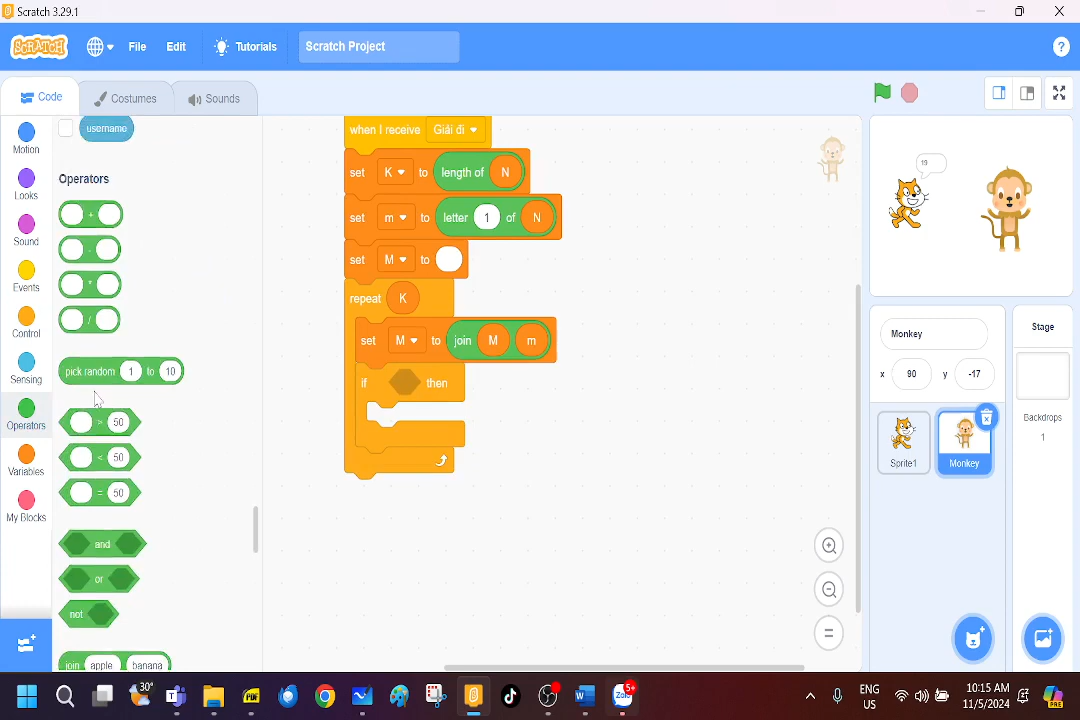 Scratch 3.29.1
SCRATCH File Edit Tutorials Scratch Project ?
Code Costumes Sounds
Motion
Looks
Sound
Events
Control
Sensing
Operators
Variables
My Blocks
username
Operators
+
-
*
/
pick random 1 to 10
> 50
< 50
= 50
and
or
not
join apple banana
when I receive Giải đi
set K to length of N
set m to letter 1 of N
set M to
repeat K
set M to join M m
if then
19
Monkey
x 90 y -17
Sprite1
Monkey
Stage
Backdrops
1
ENG
US
10:15 AM
11/5/2024
30°
PDF
5+
Zalo
PRE